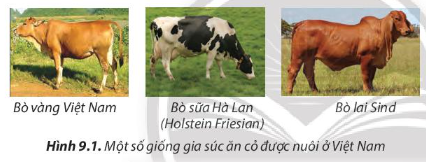 Bò vàng Việt Nam
Bò sữa Hà Lan
(Holstein Friesian)
Bò lai Sind
Hình 9.1. Một số giống gia súc ăn cỏ được nuôi ở Việt Nam